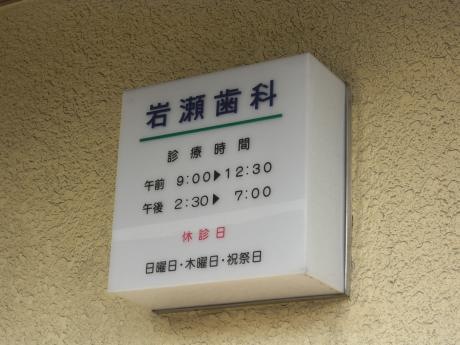 岩瀬歯科
診療時間
午前 9:00▶12:30
午後 2:30▶ 7:00
休診日
日曜日・木曜日・祝祭日